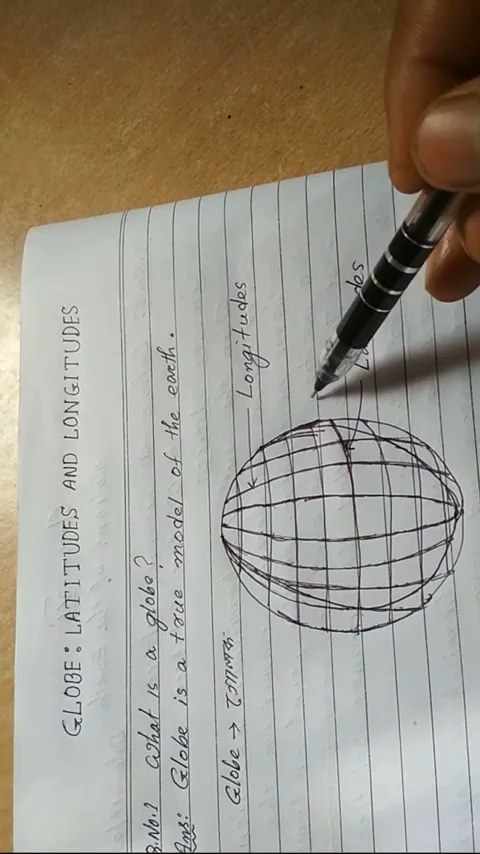 GLOBE: LATITUDES AND LONGITUDES
Q.No.1 What is a globe?
Ans: Globe is a true model of the earth.
Globe → গোলক
Longitudes